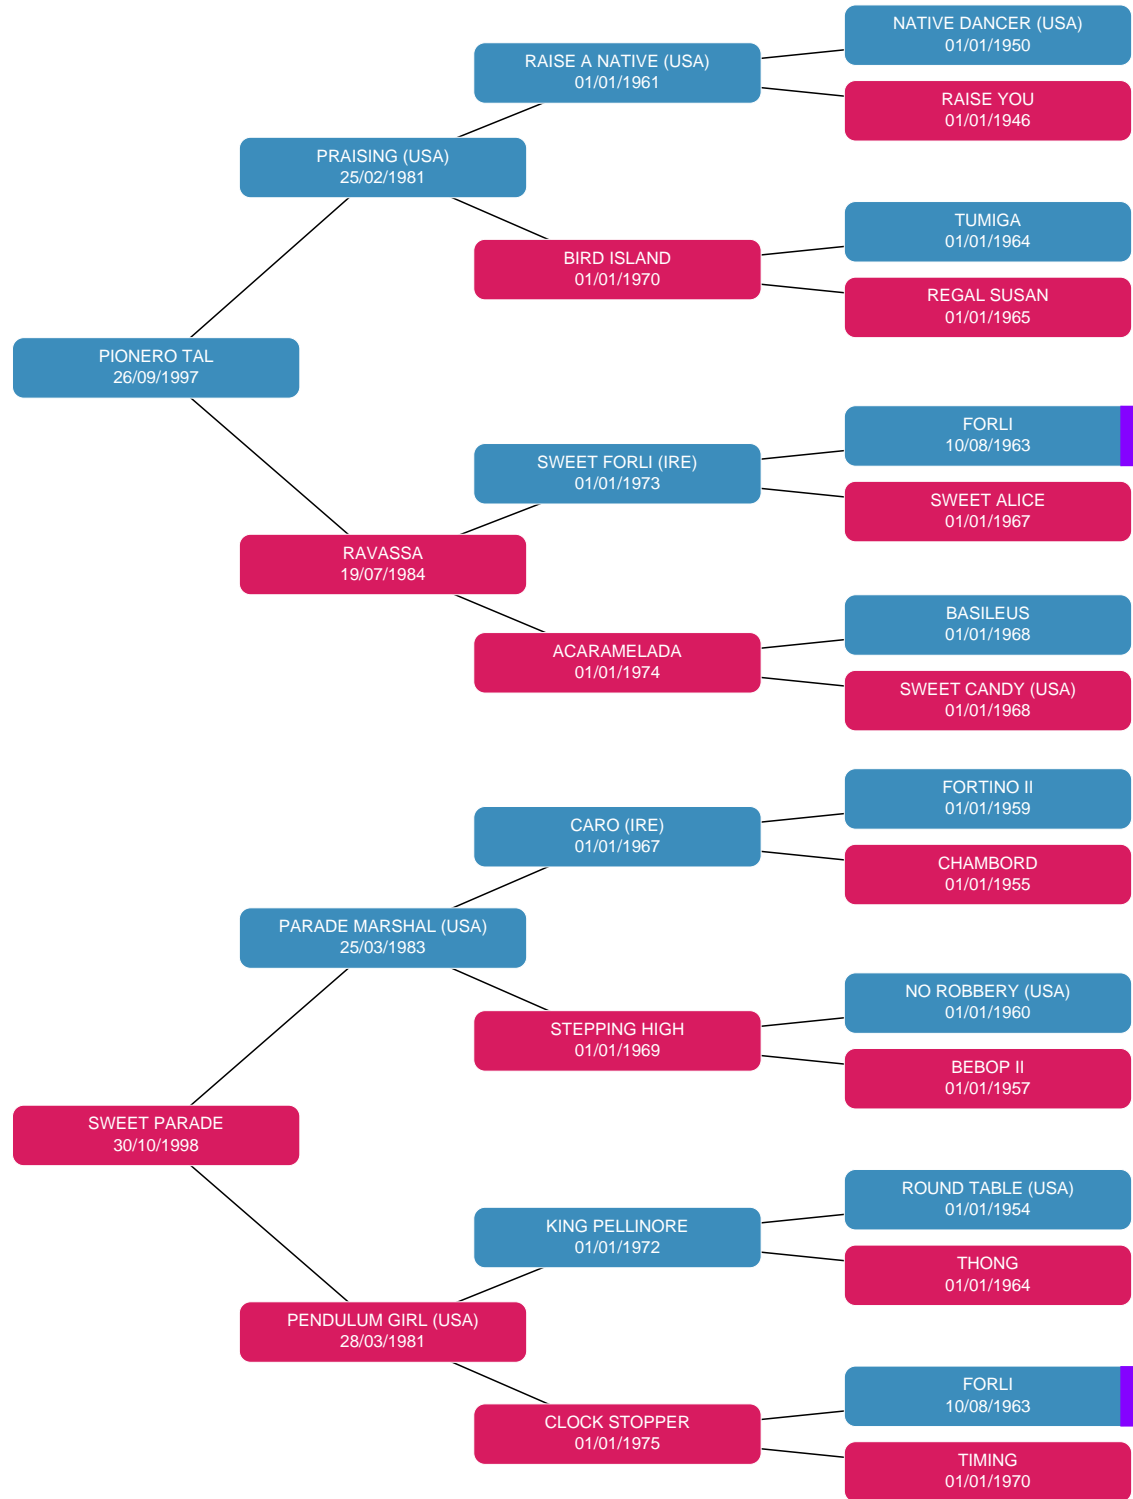 NATIVE DANCER (USA)
01/01/1950
RAISE A NATIVE (USA)
01/01/1961
RAISE YOU
01/01/1946
PRAISING (USA)
25/02/1981
TUMIGA
01/01/1964
BIRD ISLAND
01/01/1970
REGAL SUSAN
01/01/1965
PIONERO TAL
26/09/1997
FORLI
10/08/1963
SWEET FORLI (IRE)
01/01/1973
SWEET ALICE
01/01/1967
RAVASSA
19/07/1984
BASILEUS
01/01/1968
ACARAMELADA
01/01/1974
SWEET CANDY (USA)
01/01/1968
FORTINO II
01/01/1959
CARO (IRE)
01/01/1967
CHAMBORD
01/01/1955
PARADE MARSHAL (USA)
25/03/1983
NO ROBBERY (USA)
01/01/1960
STEPPING HIGH
01/01/1969
BEBOP II
01/01/1957
SWEET PARADE
30/10/1998
ROUND TABLE (USA)
01/01/1954
KING PELLINORE
01/01/1972
THONG
01/01/1964
PENDULUM GIRL (USA)
28/03/1981
FORLI
10/08/1963
CLOCK STOPPER
01/01/1975
TIMING
01/01/1970